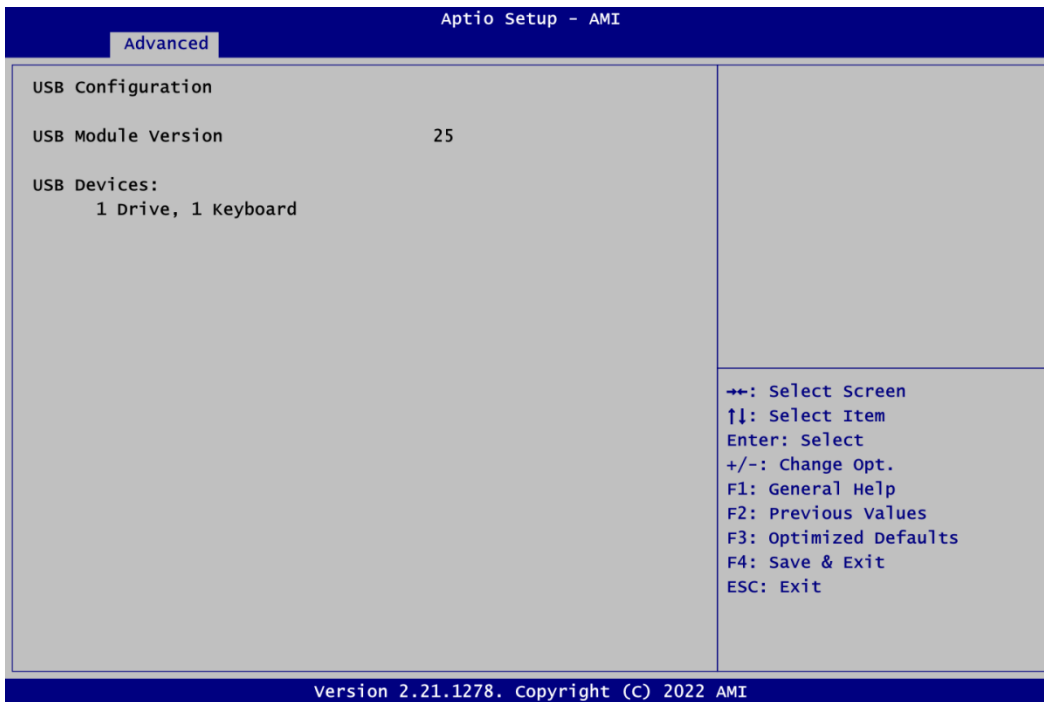 Aptio Setup - AMI
Advanced
USB Configuration
USB Module Version 25
USB Devices:
1 Drive, 1 Keyboard
→←: Select Screen
↑↓: Select Item
Enter: Select
+/-: Change Opt.
F1: General Help
F2: Previous Values
F3: Optimized Defaults
F4: Save & Exit
ESC: Exit
Version 2.21.1278. Copyright (C) 2022 AMI